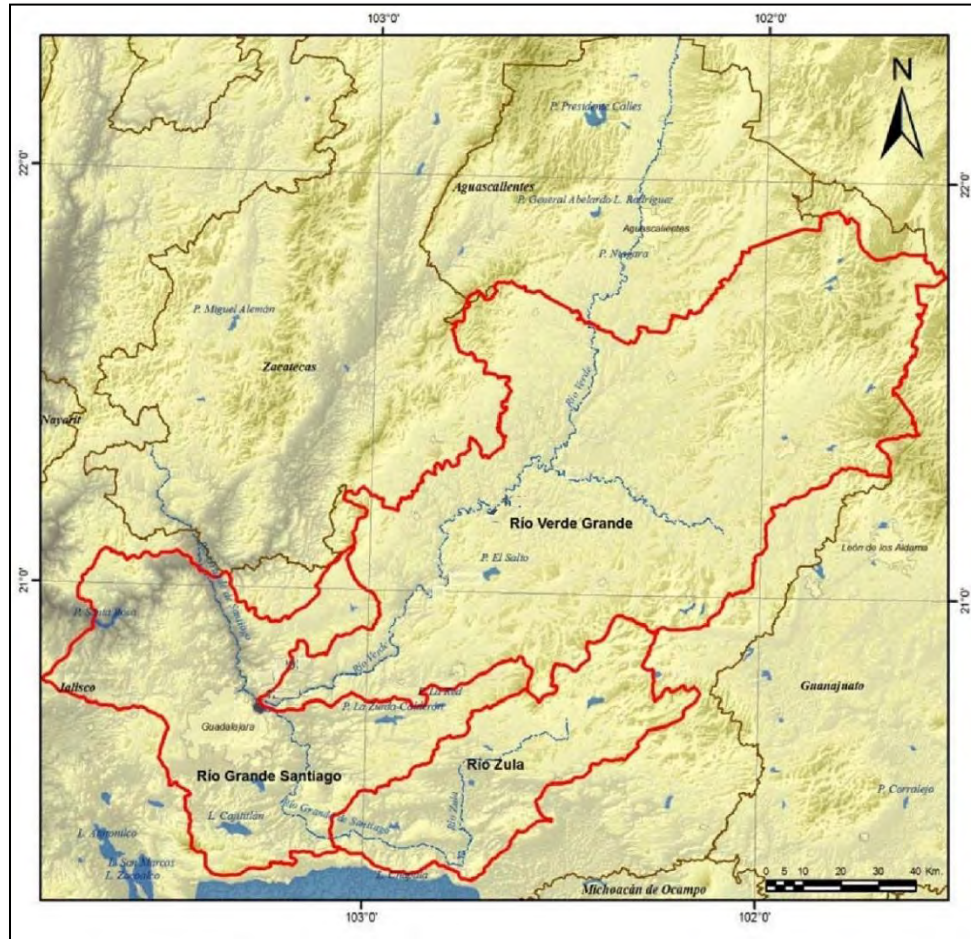 103°0'
102°0'
N
P. Presidente Calles
22°0'
22°0'
Aguascalientes
P. General Abelardo L. Rodríguez
Aguascalientes
P. Niágara
P. Miguel Alemán
Zacatecas
Río Verde
Nayarit
Río Verde Grande
León de los Aldama
P. El Salto
21°0'
21°0'
P. Santa Rosa
Río Verde
Jalisco
P. La Red
Guanajuato
P. La Zurda-Calderón
Guadalajara
Río Zula
Río Grande Santiago
P. Corralejo
Río Zula
Río Grande de Santiago
L. Cajititlán
L. San Marcos
L. Zacoalco
L. Chapala
Michoacán de Ocampo
0 5 10 20 30 40 Km.
103°0'
102°0'